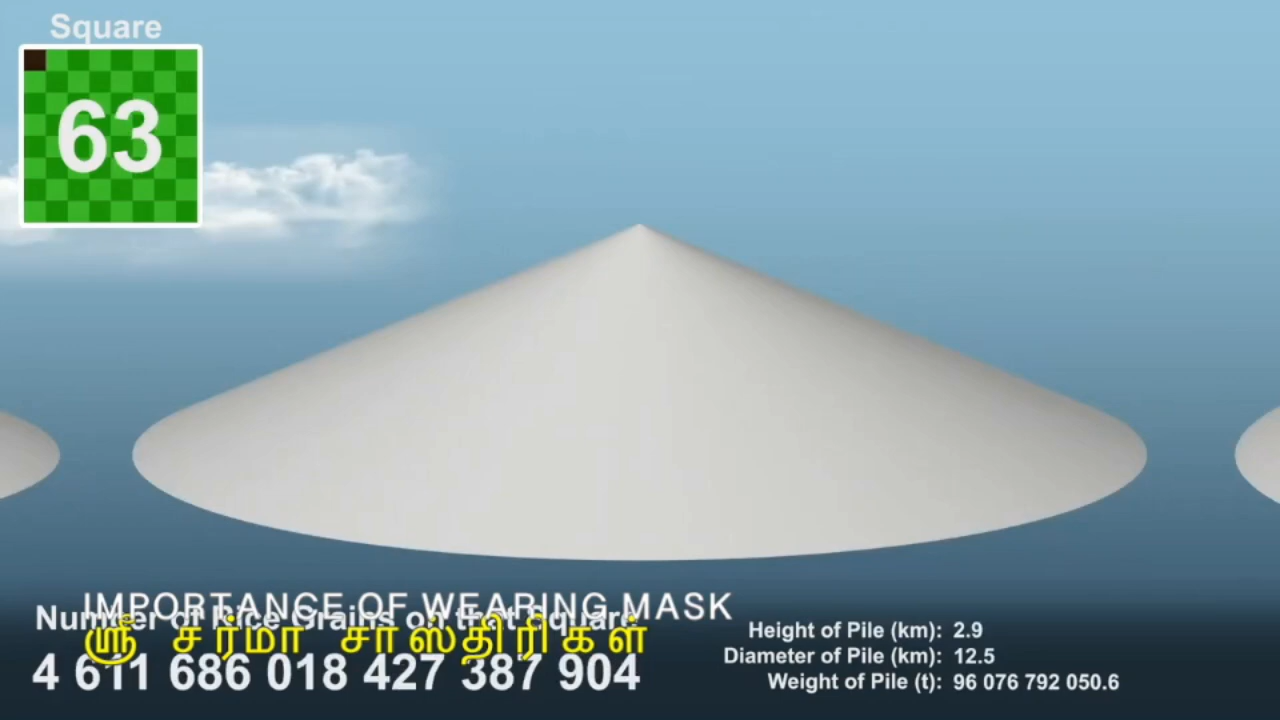 Square
63
IMPORTANCE OF WEARING MASK
Number of Rice Grains on that Square
ஸ்ரீ சர்மா சாஸ்திரிகள்
4 611 686 018 427 387 904
Height of Pile (km): 2.9
Diameter of Pile (km): 12.5
Weight of Pile (t): 96 076 792 050.6